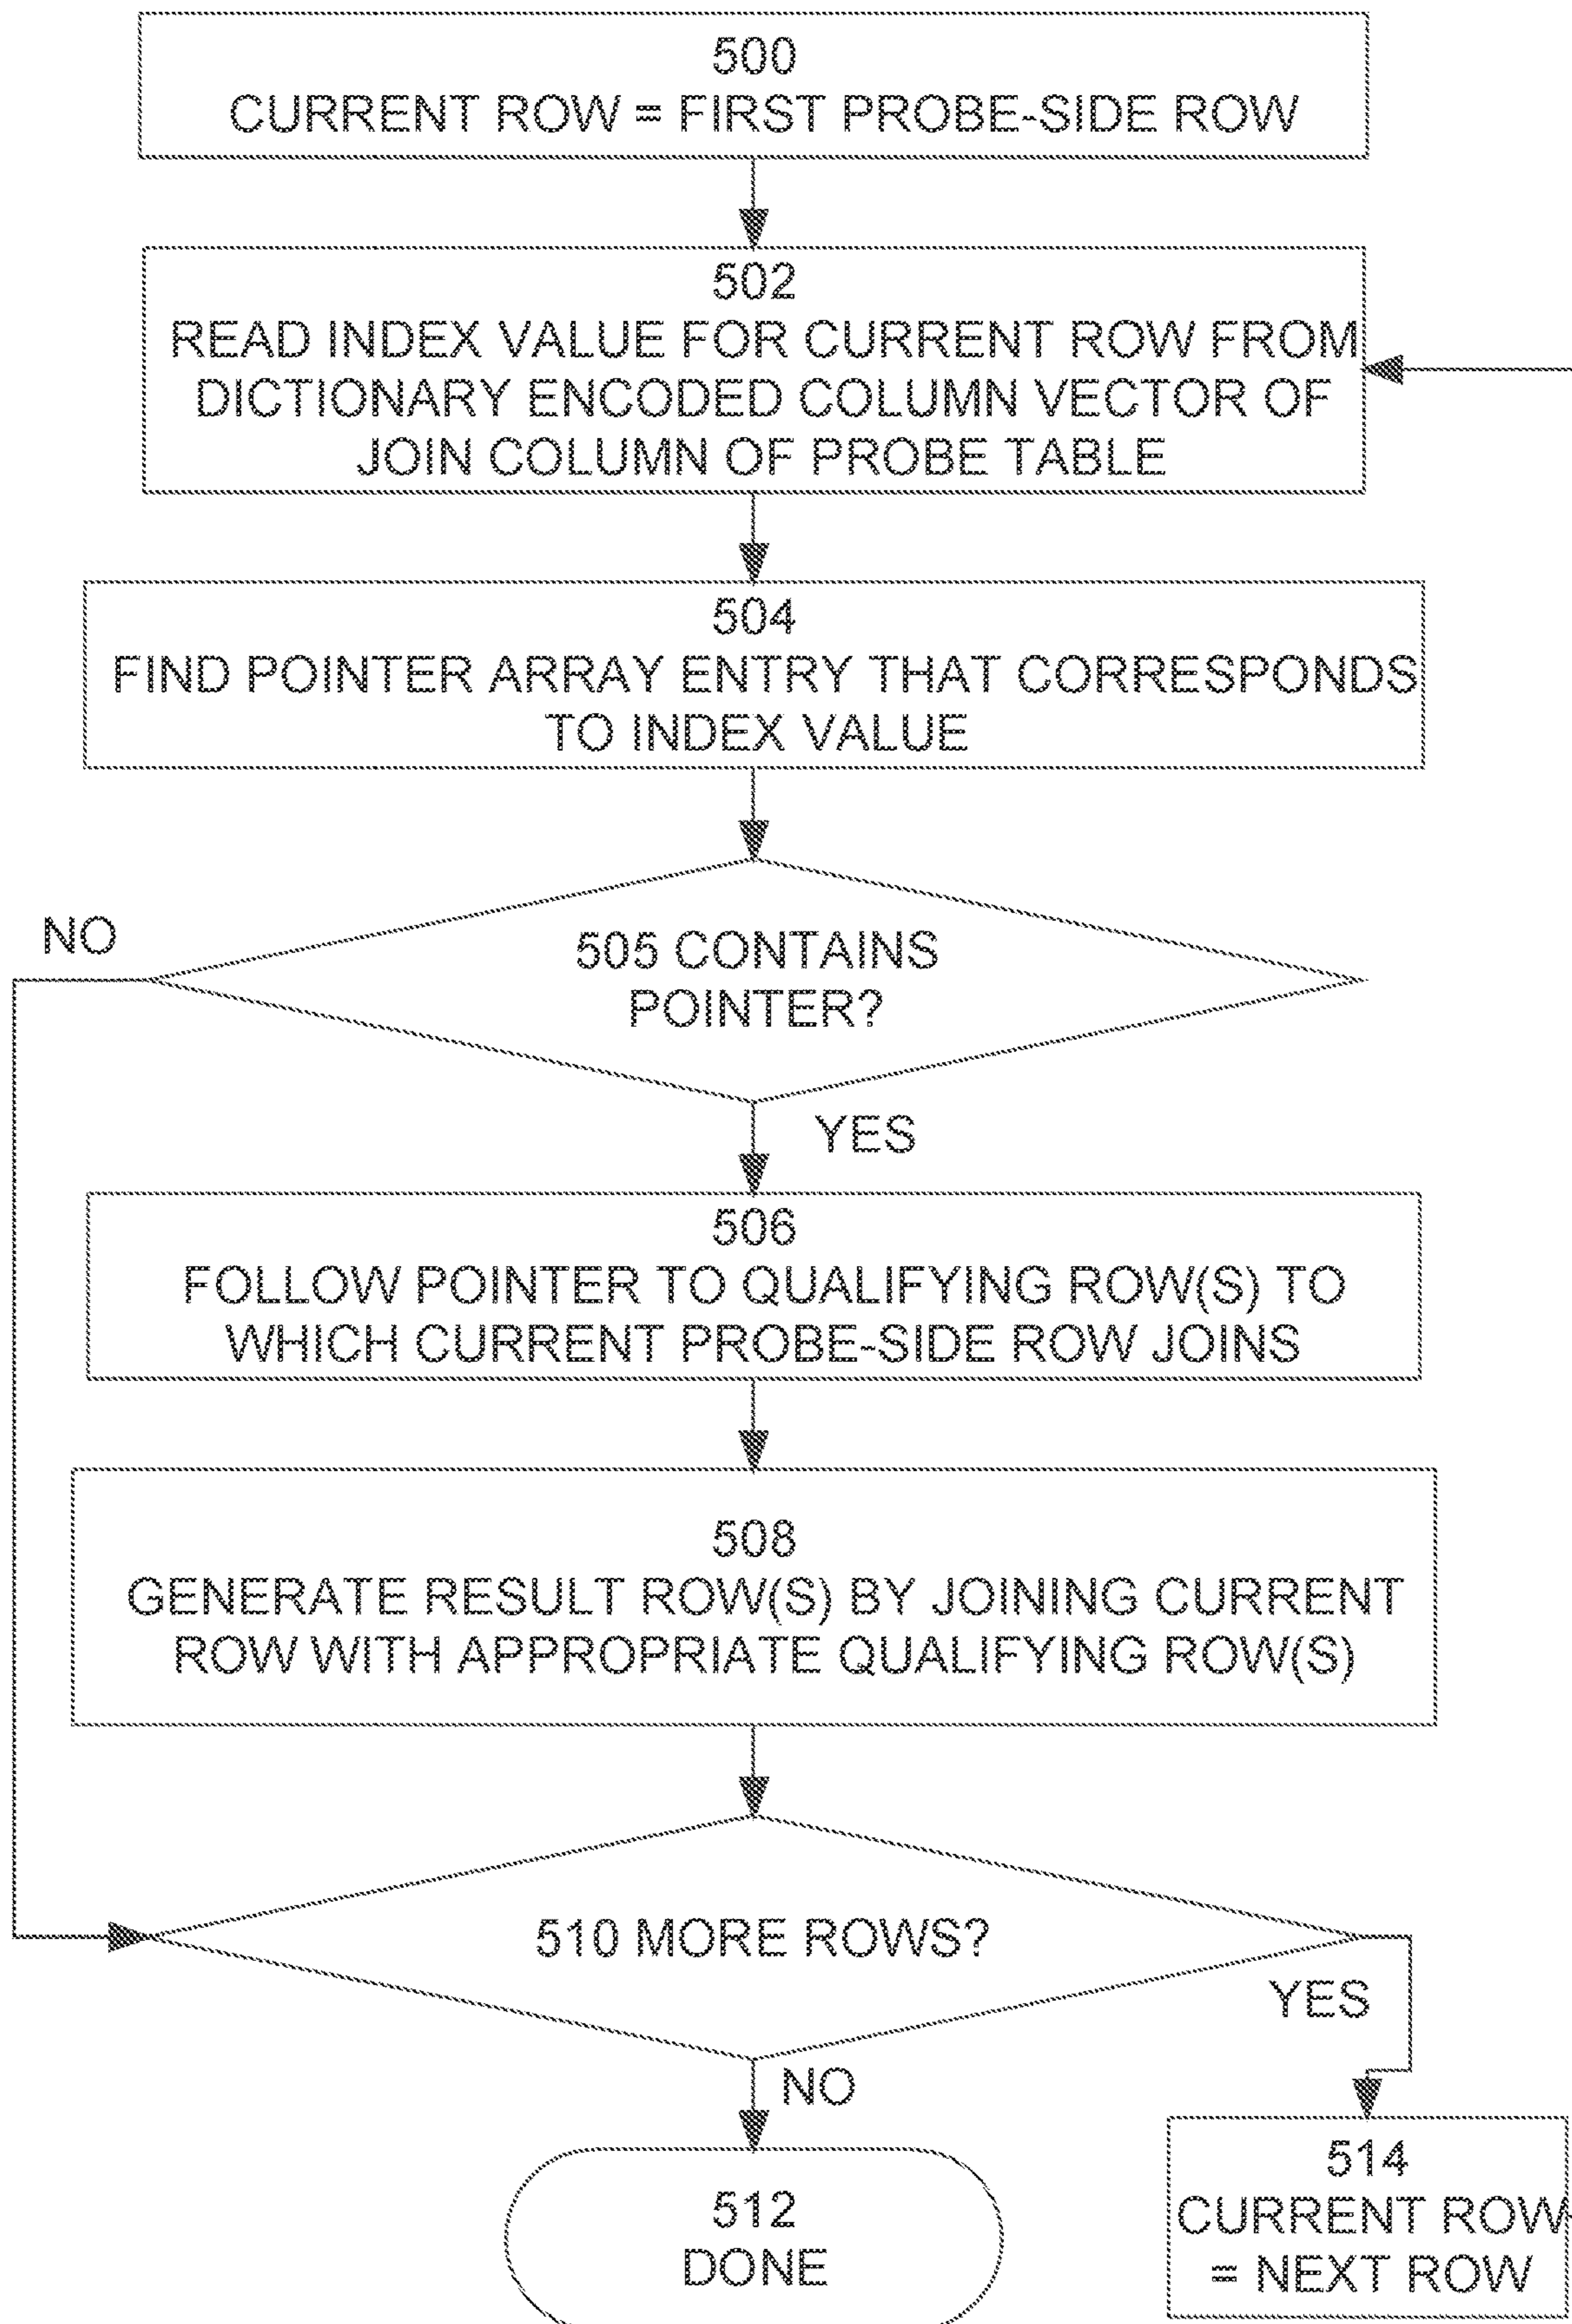 500
CURRENT ROW = FIRST PROBE-SIDE ROW
502
READ INDEX VALUE FOR CURRENT ROW FROM
DICTIONARY ENCODED COLUMN VECTOR OF
JOIN COLUMN OF PROBE TABLE
504
FIND POINTER ARRAY ENTRY THAT CORRESPONDS
TO INDEX VALUE
NO
505 CONTAINS
POINTER?
YES
506
FOLLOW POINTER TO QUALIFYING ROW(S) TO
WHICH CURRENT PROBE-SIDE ROW JOINS
508
GENERATE RESULT ROW(S) BY JOINING CURRENT
ROW WITH APPROPRIATE QUALIFYING ROW(S)
510 MORE ROWS?
YES
NO
512
DONE
514
CURRENT ROW
= NEXT ROW